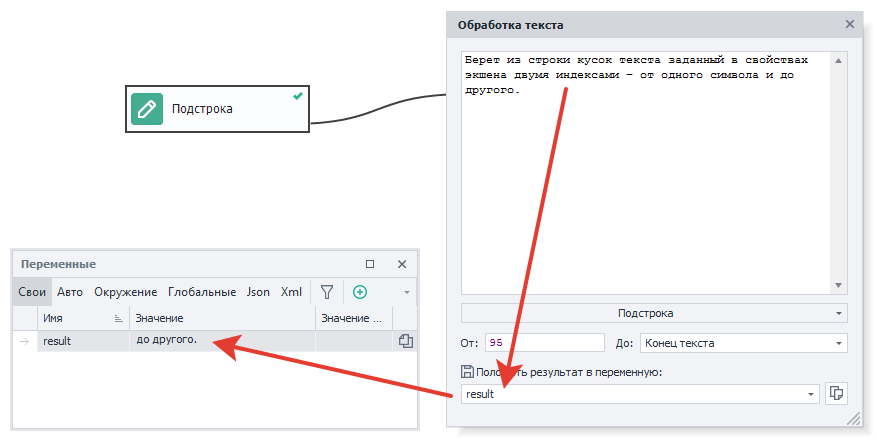 Обработка текста
Берет из строки кусок текста заданный в свойствах
экшена двумя индексами – от одного символа и до
другого.
Подстрока
Подстрока
От: 95 До: Конец текста
Положить результат в переменную:
result
Переменные
Свои Авто Окружение Глобальные Json Xml
Имя Значение Значение ...
result до другого.